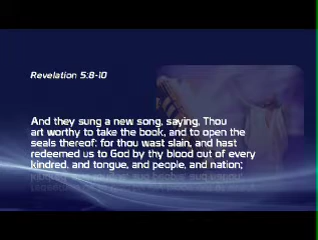 Revelation 5:8-10
And they sung a new song, saying, Thou
art worthy to take the book, and to open the
seals thereof: for thou wast slain, and hast
redeemed us to God by thy blood out of every
kindred, and tongue, and people, and nation;